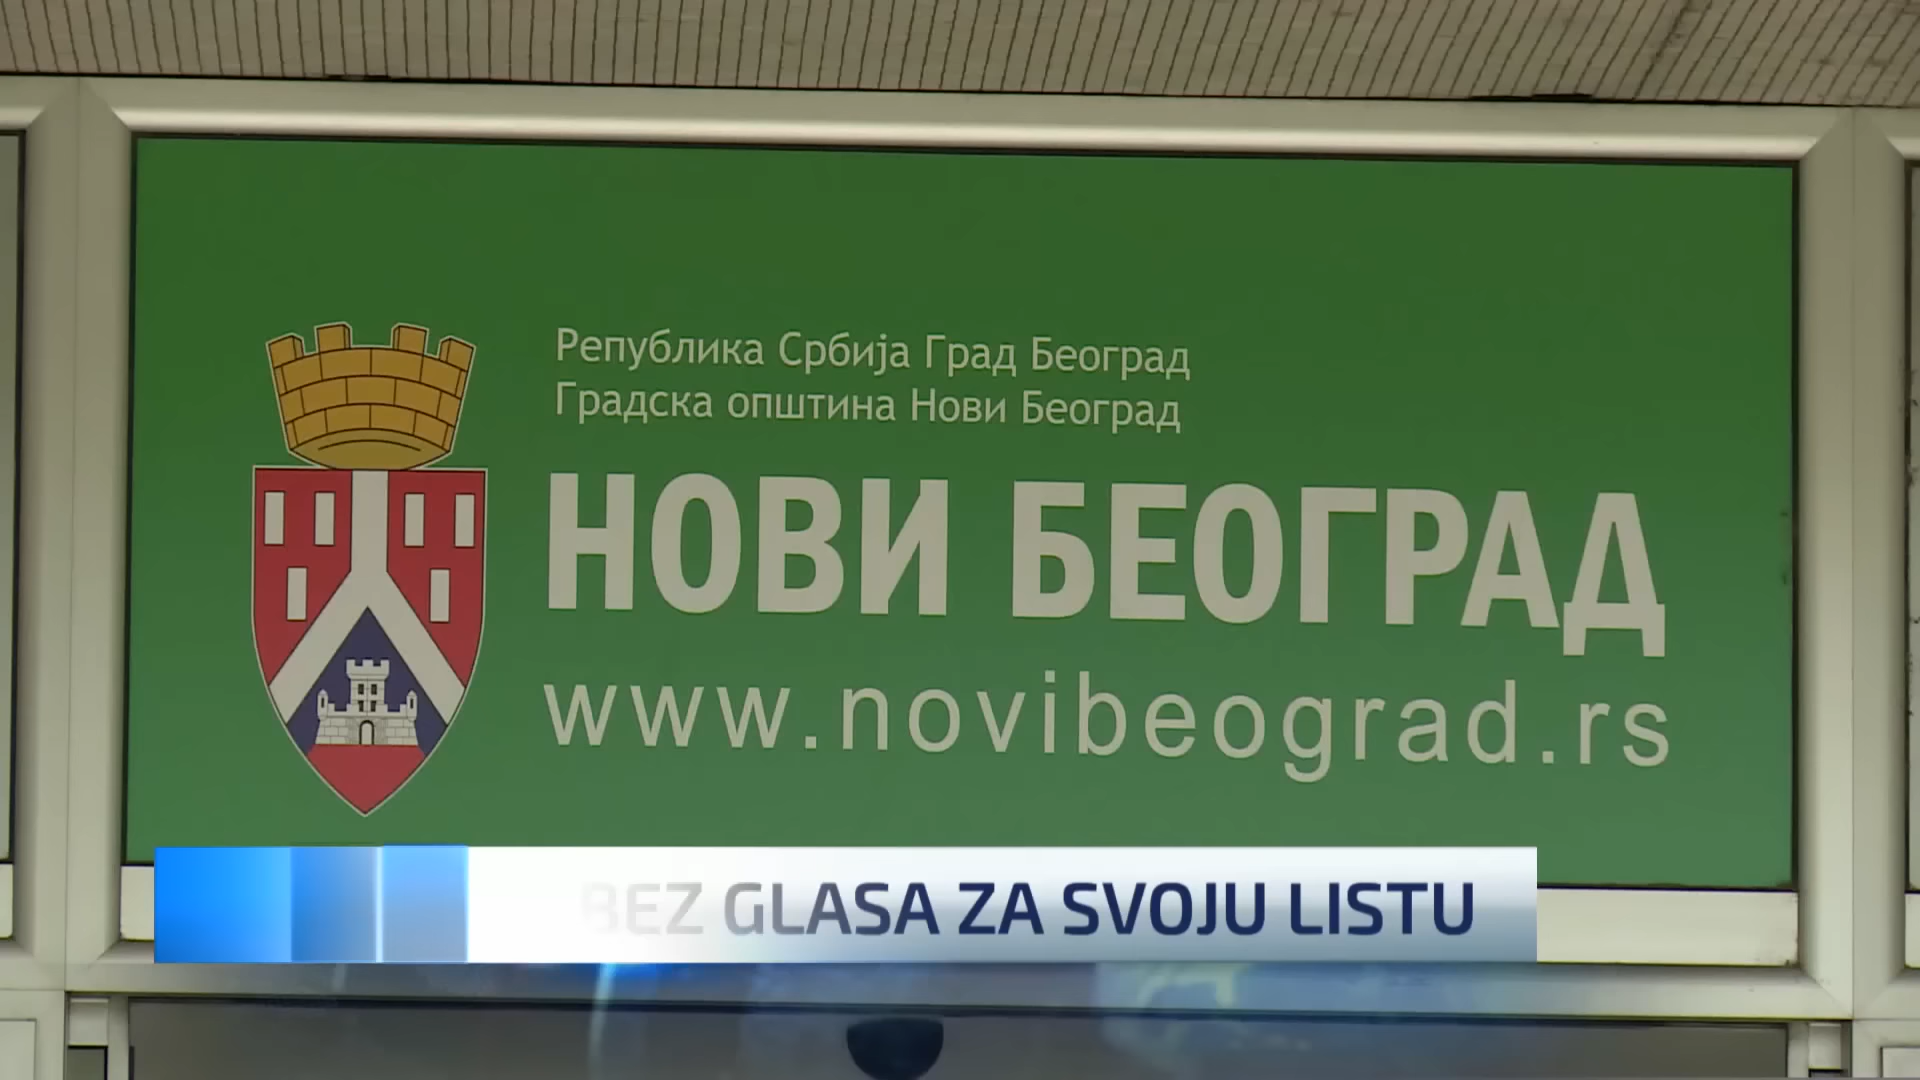 Република Србија Град Београд
Градска општина Нови Београд
НОВИ БЕОГРАД
www.novibeograd.rs
BEZ GLASA ZA SVOJU LISTU